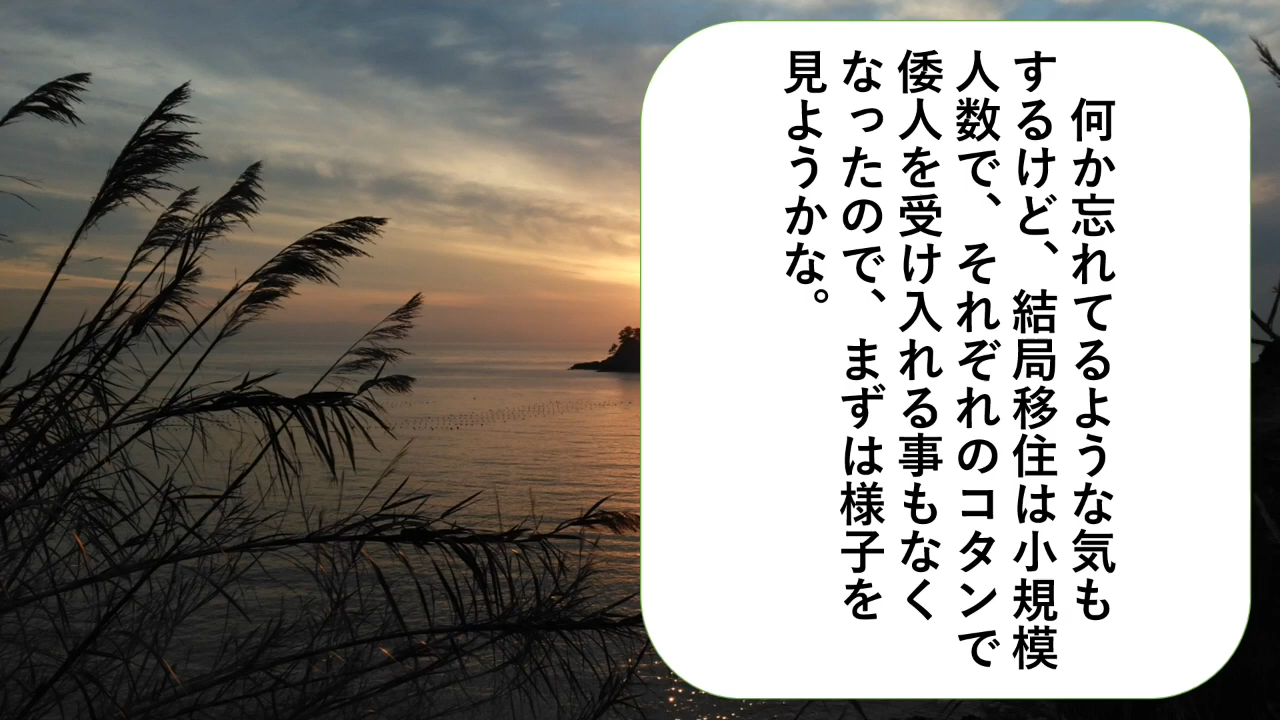 何か忘れてるような気も
するけど、結局移住は小規模
人数で、それぞれのコタンで
倭人を受け入れる事もなく
なったので、まずは様子を
見ようかな。